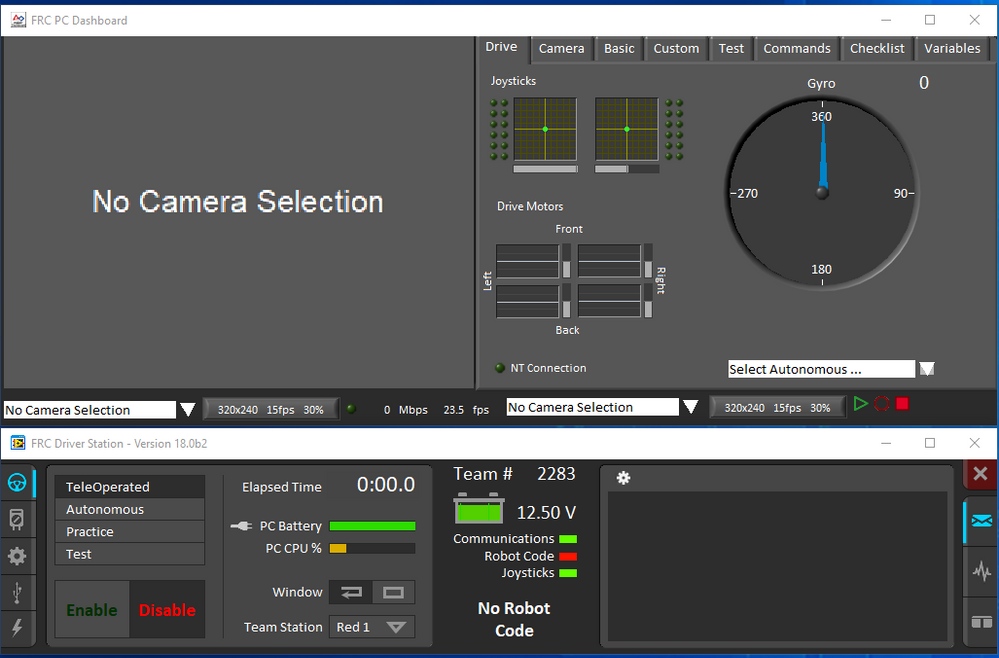 FRC PC Dashboard
No Camera Selection
Drive
Camera
Basic
Custom
Test
Commands
Checklist
Variables
Joysticks
Gyro
0
360
270
90
180
Drive Motors
Front
Left
Right
Back
NT Connection
Select Autonomous ...
No Camera Selection
320x240 15fps 30%
0 Mbps 23.5 fps
No Camera Selection
320x240 15fps 30%
FRC Driver Station - Version 18.0b2
TeleOperated
Autonomous
Practice
Test
Enable
Disable
Elapsed Time 0:00.0
PC Battery
PC CPU %
Window
Team Station Red 1
Team # 2283
12.50 V
Communications
Robot Code
Joysticks
No Robot
Code